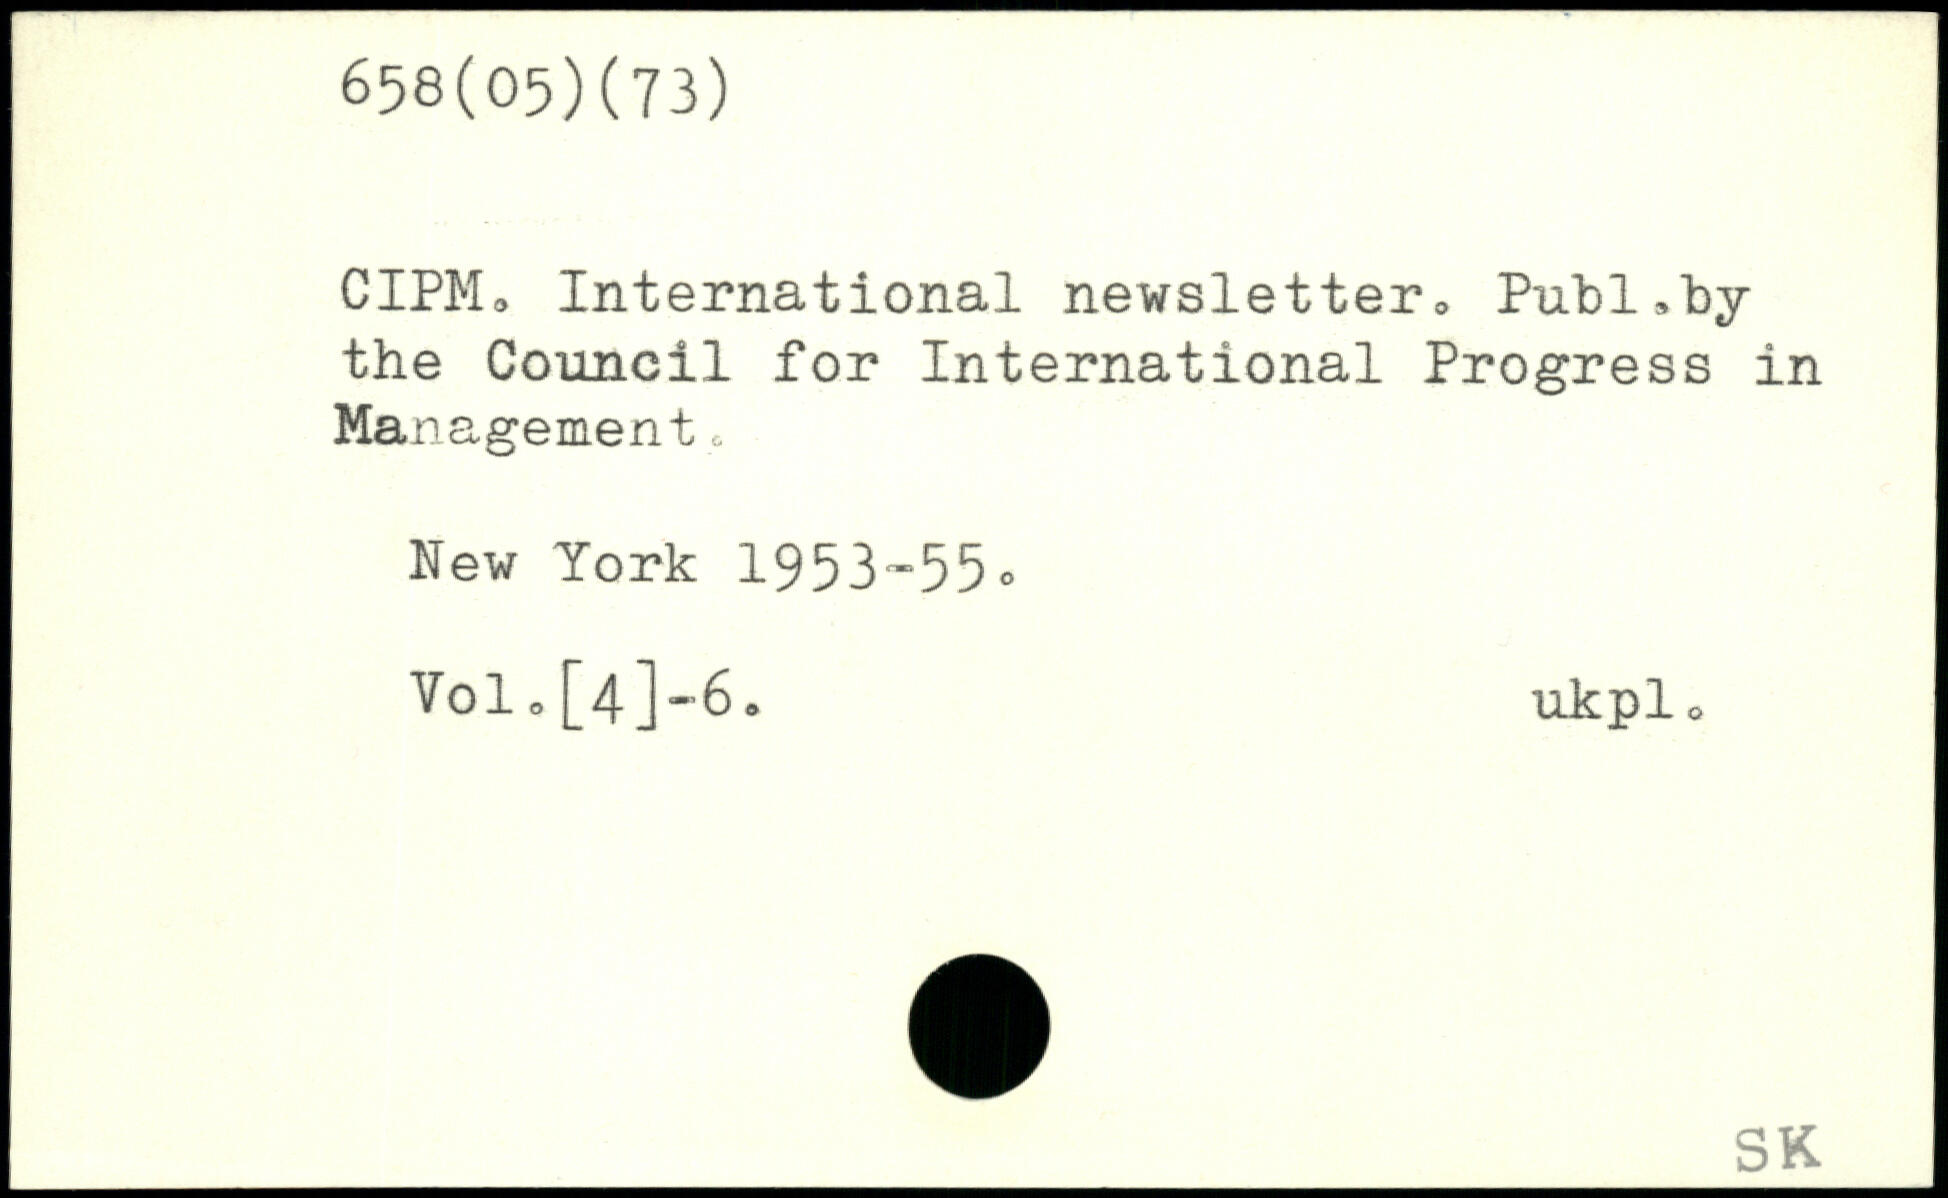 658(05)(73)
CIPM. International newsletter. Publ.by
the Council for International Progress in
Management.
New York 1953-55.
Vol.[4]-6.
ukpl.
SK